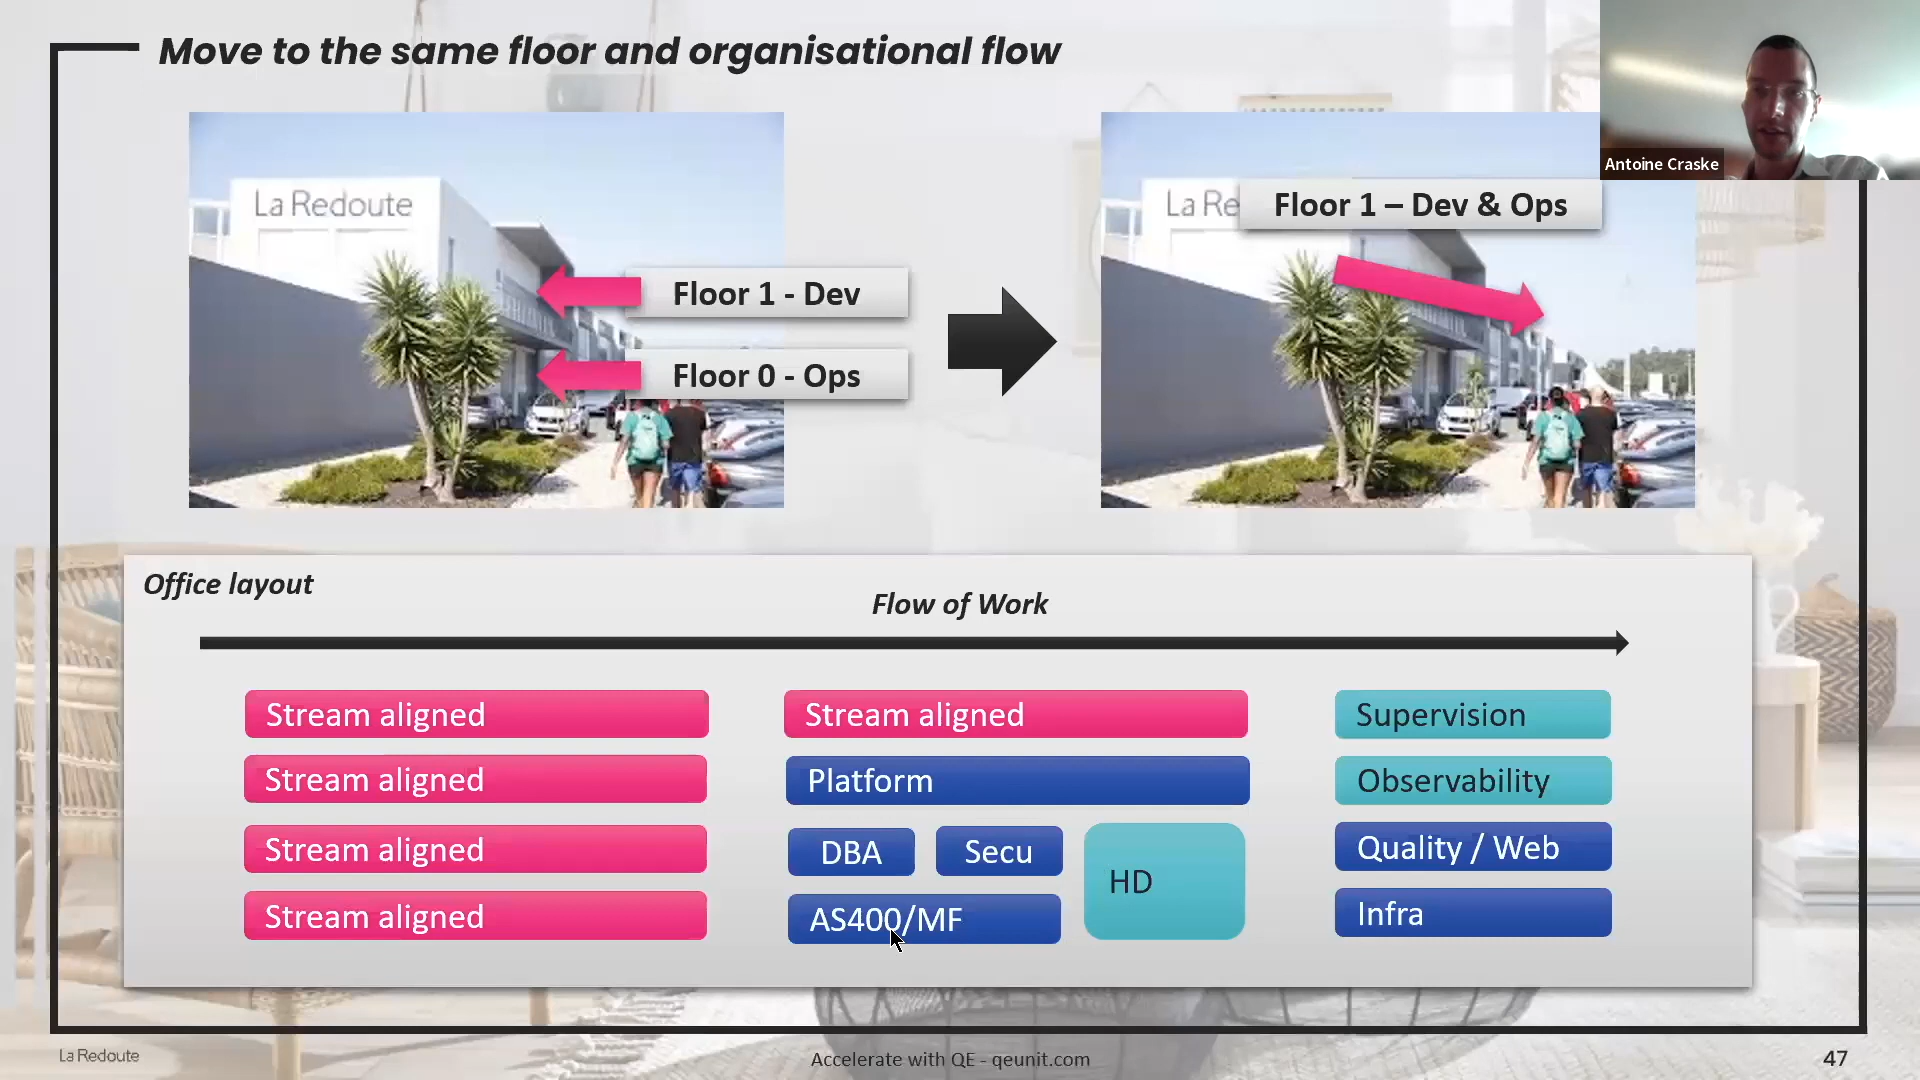 Move to the same floor and organisational flow
Antoine Craske
La Redoute
Floor 1 - Dev
Floor 0 - Ops
La Re
Floor 1 – Dev & Ops
Office layout
Flow of Work
Stream aligned
Stream aligned
Stream aligned
Stream aligned
Stream aligned
Platform
DBA
Secu
HD
AS400/MF
Supervision
Observability
Quality / Web
Infra
La Redoute
Accelerate with QE - qeunit.com
47